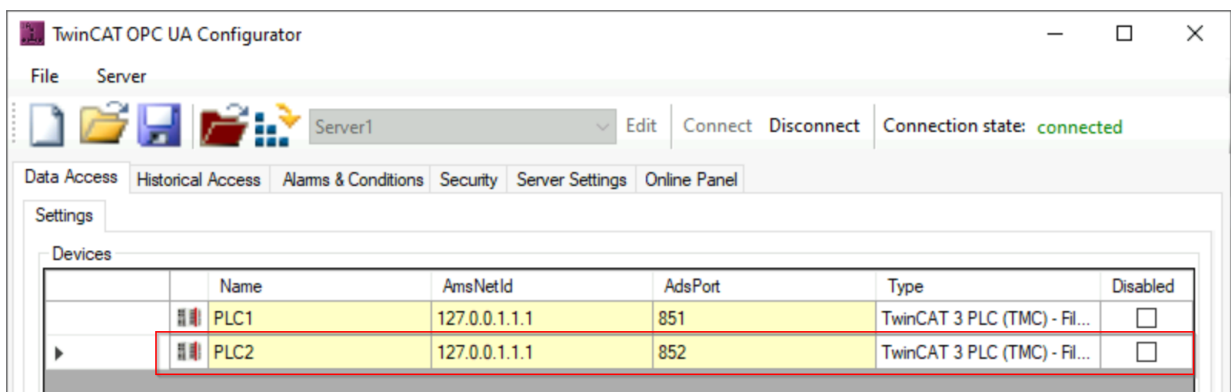 TwinCAT OPC UA Configurator
File Server
Server1 Edit Connect Disconnect Connection state: connected
Data Access Historical Access Alarms & Conditions Security Server Settings Online Panel
Settings
Devices
Name AmsNetId AdsPort Type Disabled
PLC1 127.0.0.1.1.1 851 TwinCAT 3 PLC (TMC) - Fil...
PLC2 127.0.0.1.1.1 852 TwinCAT 3 PLC (TMC) - Fil...